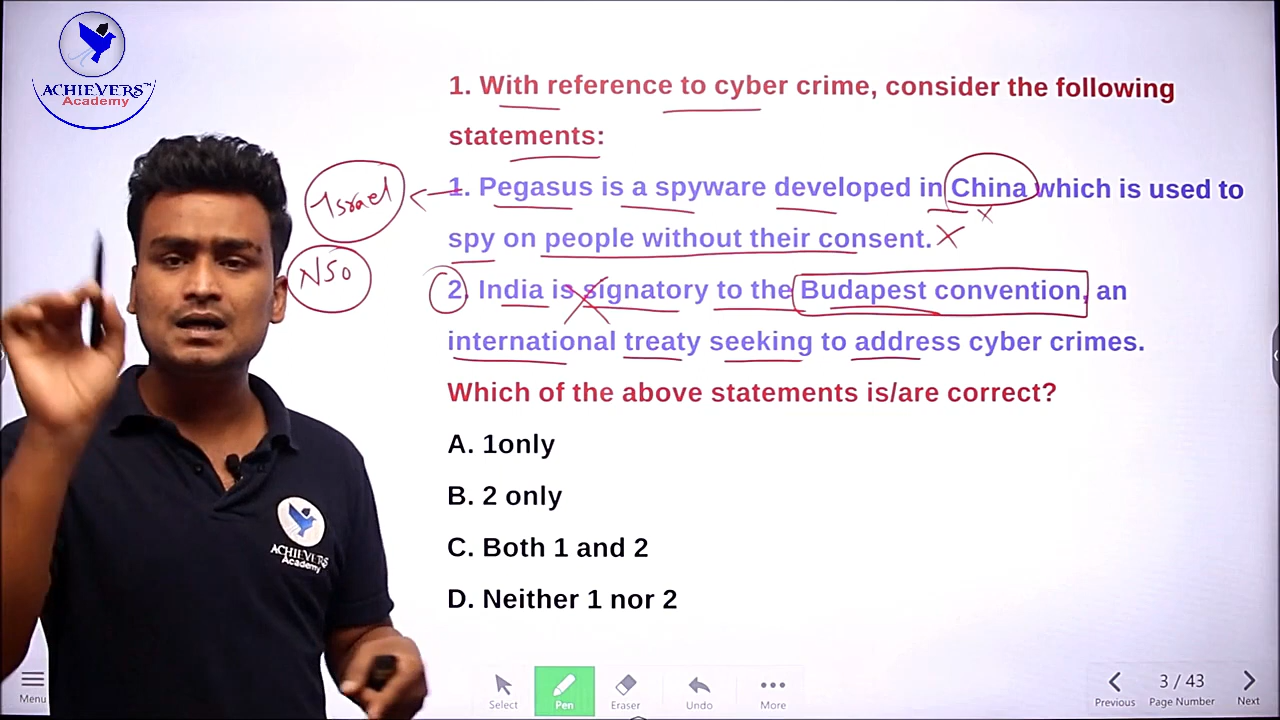 ACHIEVERS™
Academy
1. With reference to cyber crime, consider the following
statements:
1. Pegasus is a spyware developed in China which is used to
spy on people without their consent.
Israel
NSO
2. India is signatory to the Budapest convention, an
international treaty seeking to address cyber crimes.
Which of the above statements is/are correct?
A. 1only
B. 2 only
C. Both 1 and 2
D. Neither 1 nor 2
ACHIEVERS
Academy
Menu
Select
Pen
Eraser
Undo
More
Previous
3 / 43
Page Number
Next